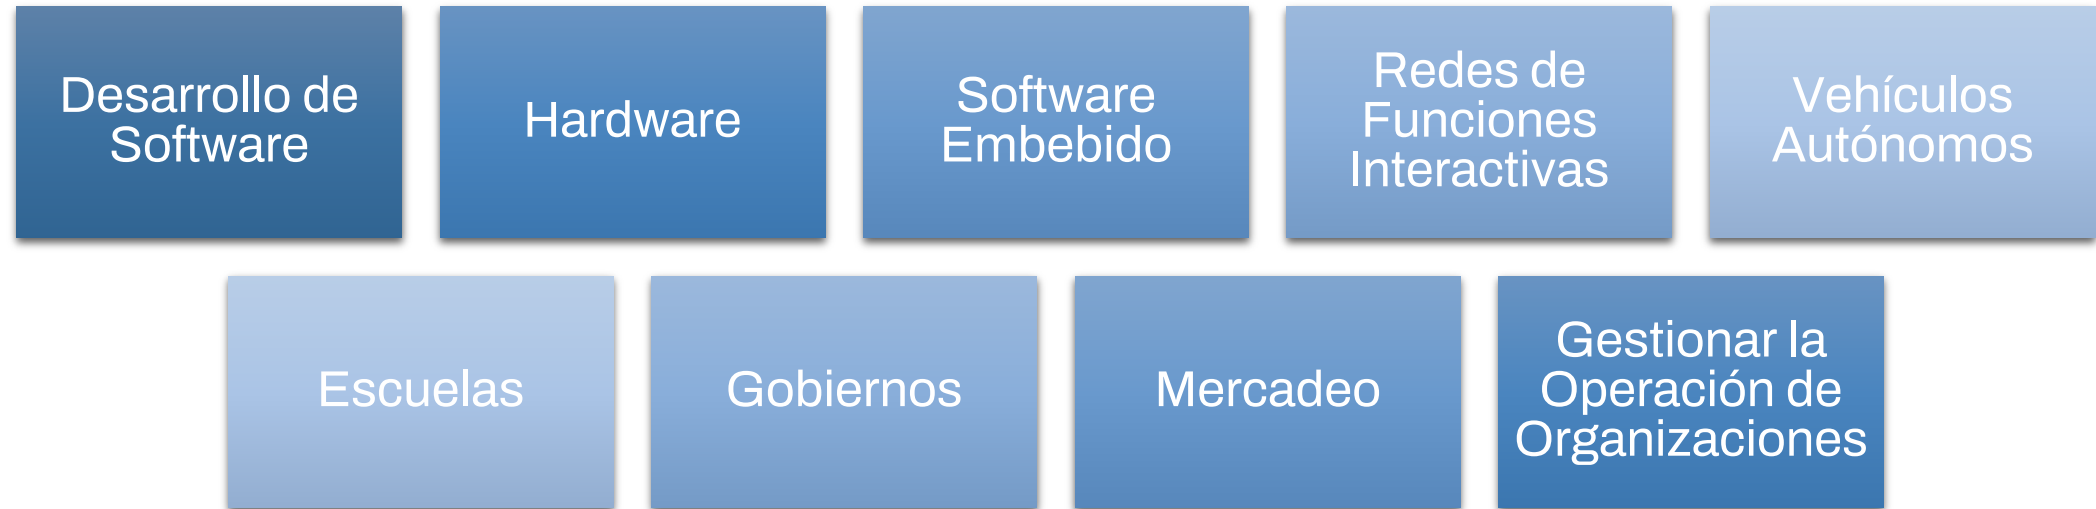 Desarrollo de
Software
Hardware
Software
Embebido
Redes de
Funciones
Interactivas
Vehículos
Autónomos
Escuelas
Gobiernos
Mercadeo
Gestionar la
Operación de
Organizaciones